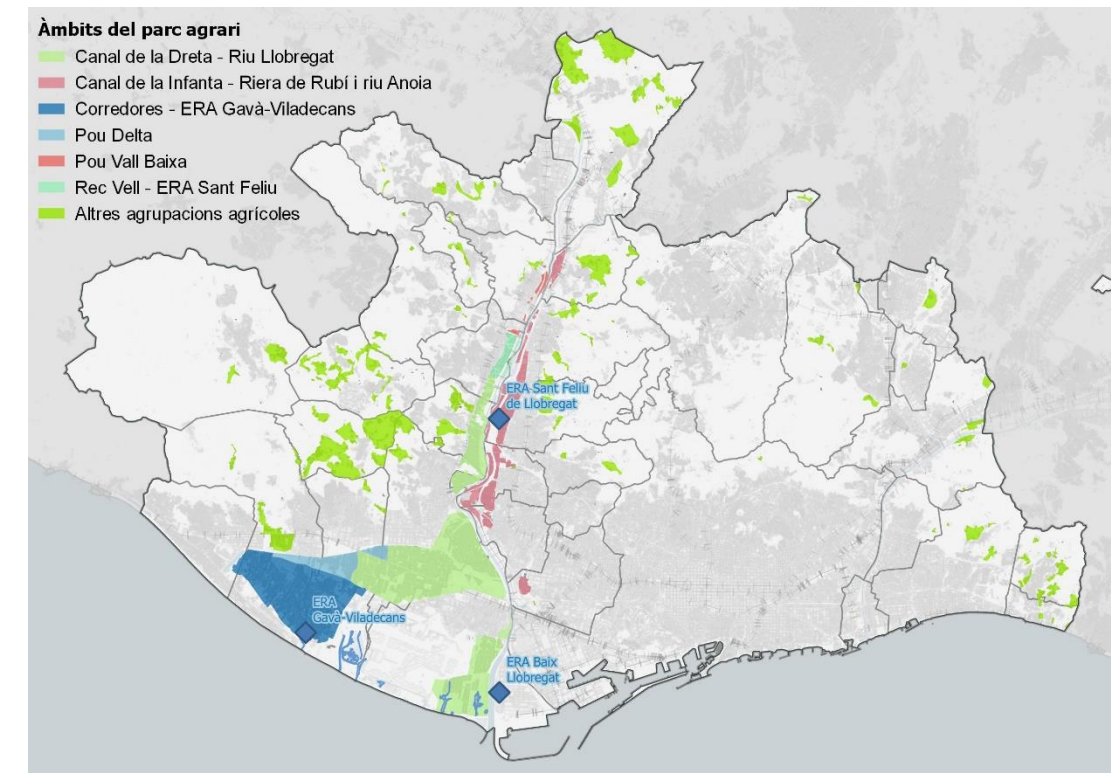 Àmbits del parc agrari
Canal de la Dreta - Riu Llobregat
Canal de la Infanta - Riera de Rubí i riu Anoia
Corredores - ERA Gavà-Viladecans
Pou Delta
Pou Vall Baixa
Rec Vell - ERA Sant Feliu
Altres agrupacions agrícoles
ERA Sant Feliu
de Llobregat
ERA
Gavà-Viladecans
ERA Baix
Llobregat